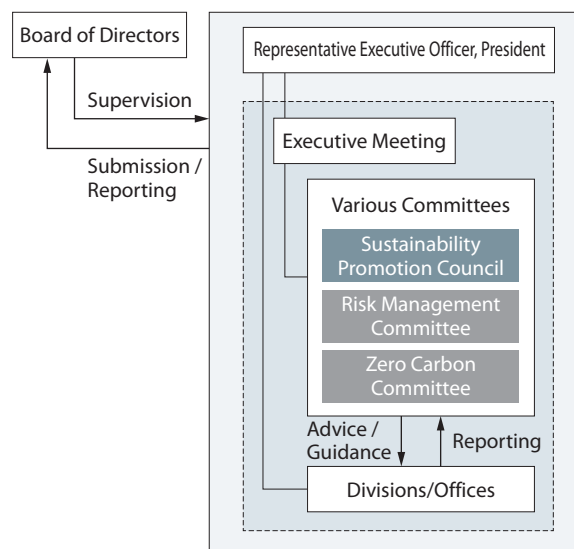 Board of Directors
Representative Executive Officer, President
Supervision
Submission /
Reporting
Executive Meeting
Various Committees
Sustainability
Promotion Council
Risk Management
Committee
Zero Carbon
Committee
Advice /
Guidance
Reporting
Divisions/Offices